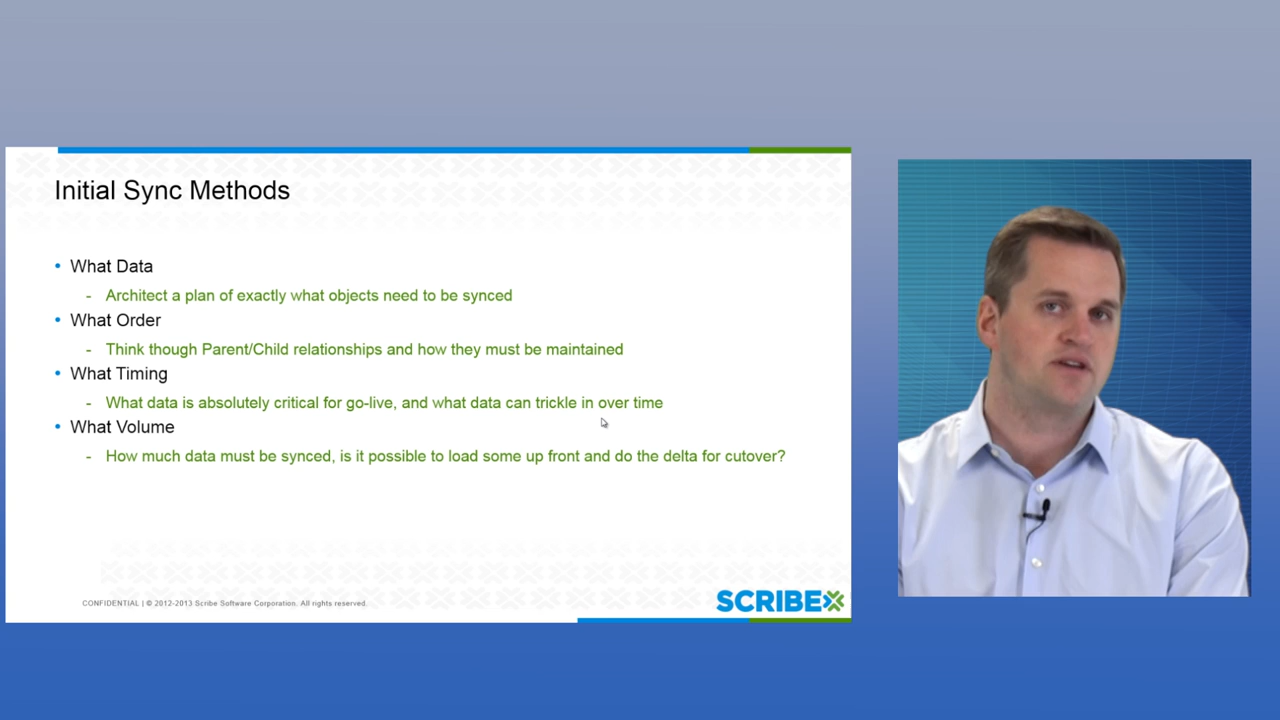 Initial Sync Methods
• What Data
- Architect a plan of exactly what objects need to be synced
• What Order
- Think though Parent/Child relationships and how they must be maintained
• What Timing
- What data is absolutely critical for go-live, and what data can trickle in over time
• What Volume
- How much data must be synced, is it possible to load some up front and do the delta for cutover?
CONFIDENTIAL | © 2012-2013 Scribe Software Corporation. All rights reserved.
SCRIBE